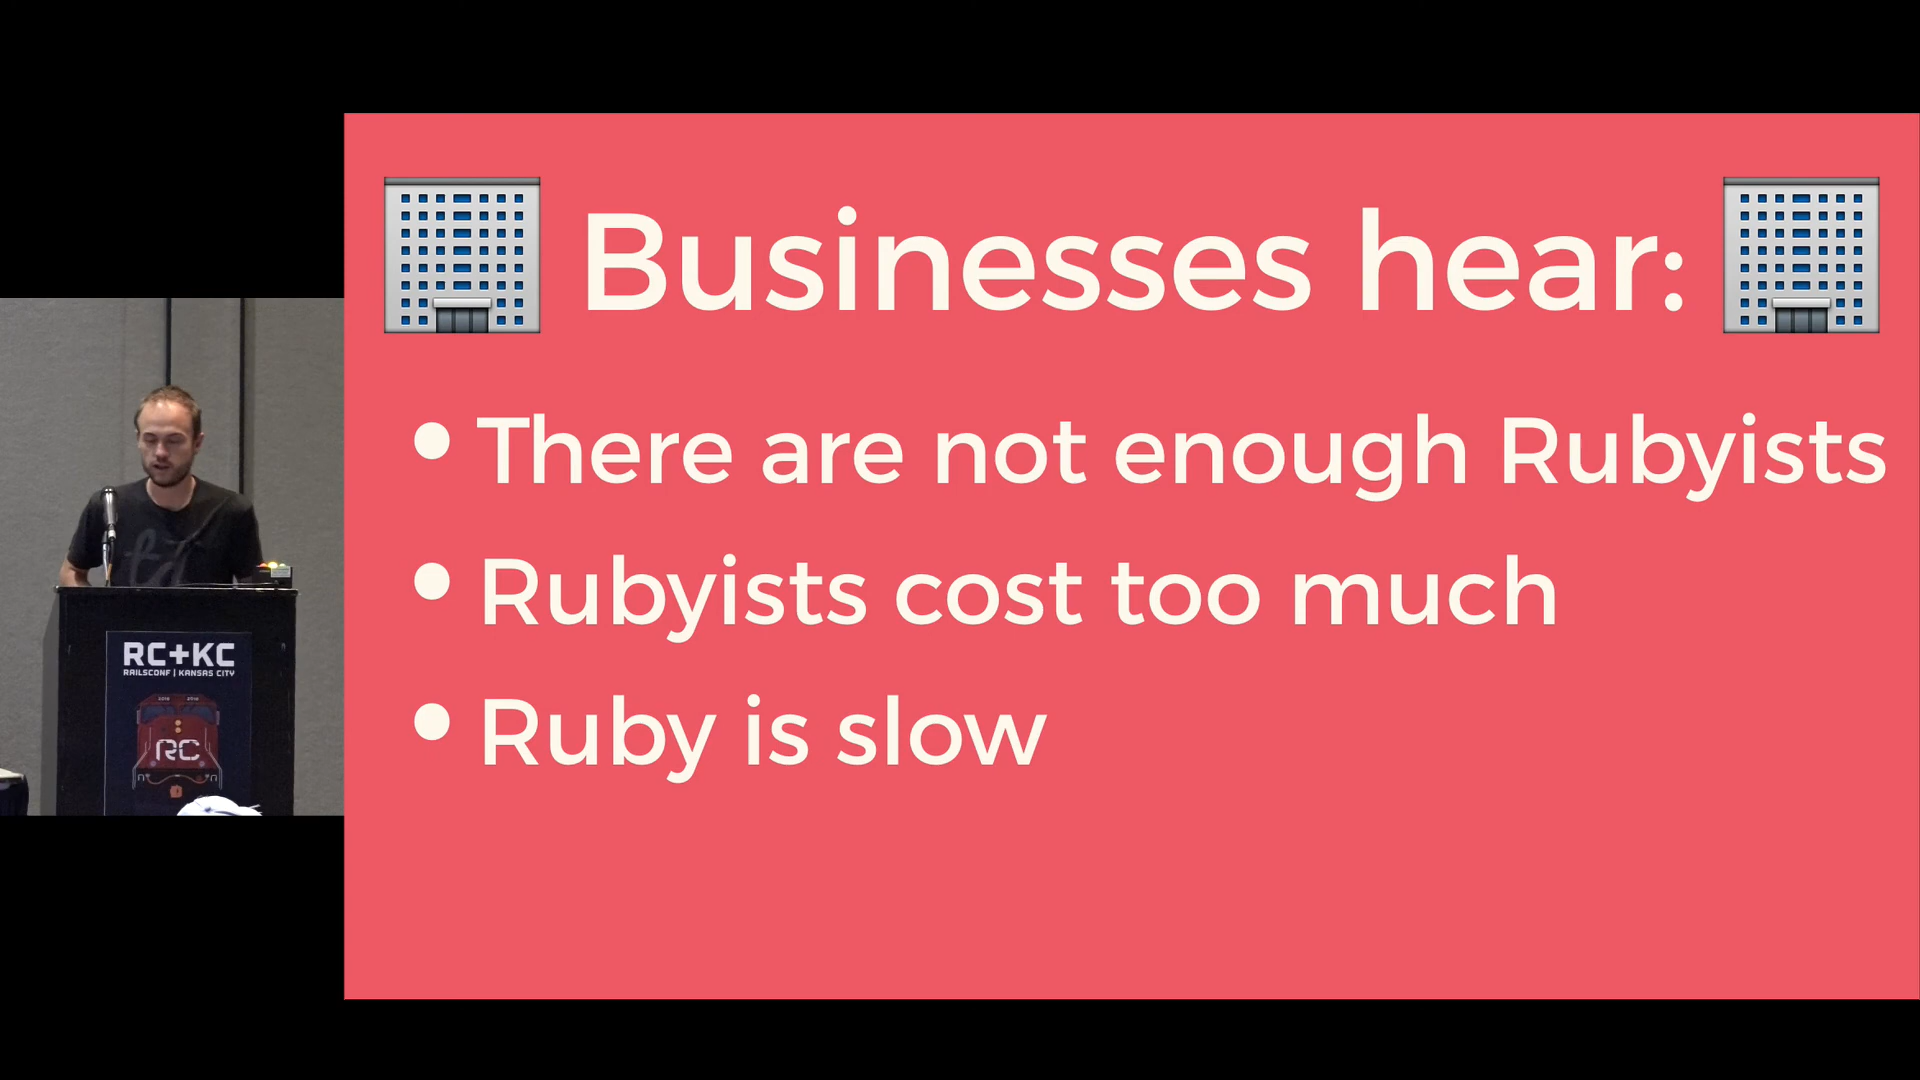 Businesses hear:
• There are not enough Rubyists
• Rubyists cost too much
• Ruby is slow
RC+KC
RAILSCONF | KANSAS CITY
RC